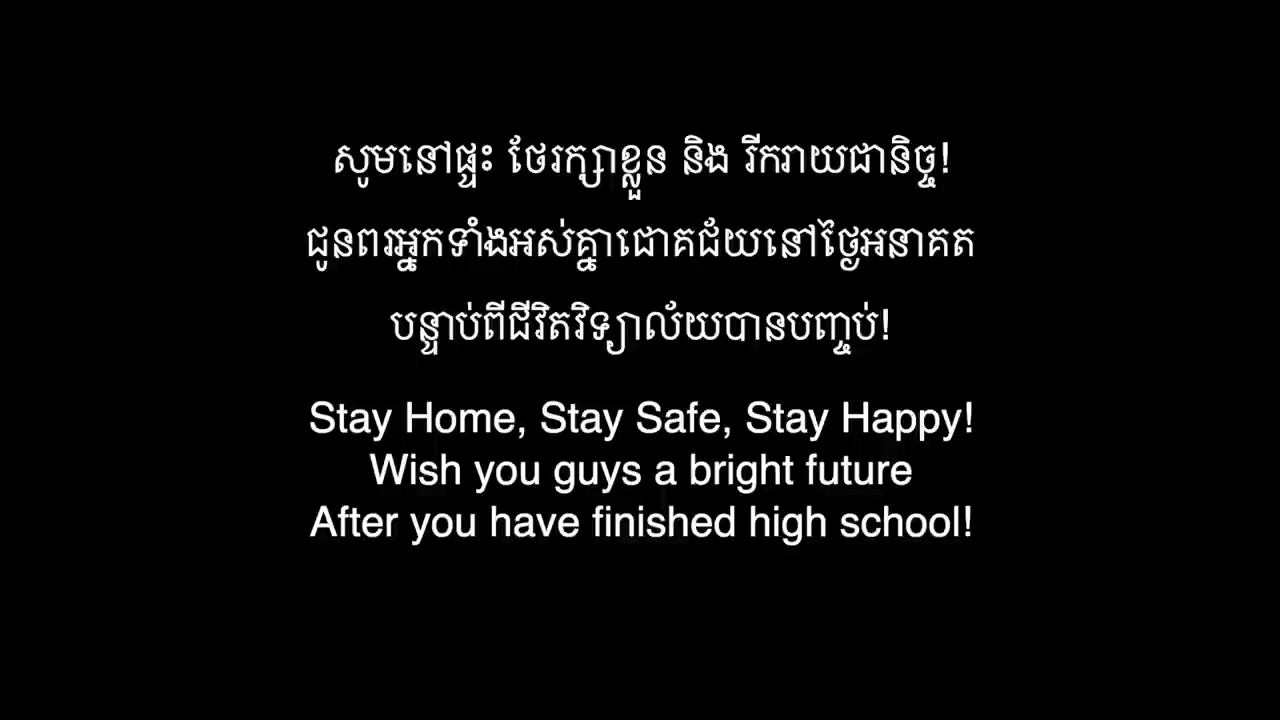 សូមនៅផ្ទះ ថែរក្សាខ្លួន និង រីករាយជានិច្ច!
ជូនពរអ្នកទាំងអស់គ្នាជោគជ័យនៅថ្ងៃអនាគត
បន្ទាប់ពីជីវិតវិទ្យាល័យបានបញ្ចប់!
Stay Home, Stay Safe, Stay Happy!
Wish you guys a bright future
After you have finished high school!